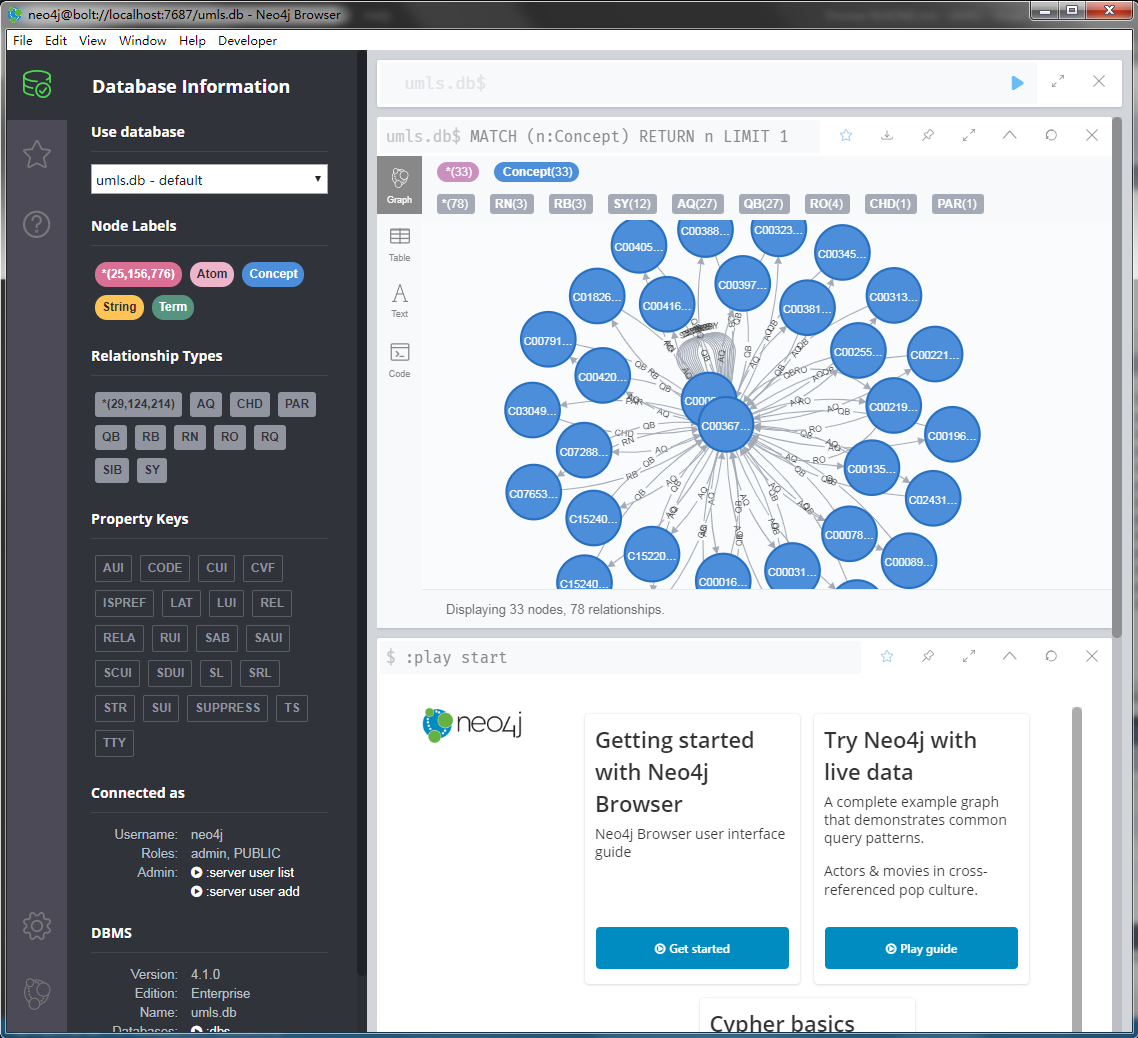 neo4j@bolt://localhost:7687/umls.db - Neo4j Browser
File Edit View Window Help Developer
Database Information
Use database
umls.db - default
Node Labels
*(25,156,776) Atom Concept
String Term
Relationship Types
*(29,124,214) AQ CHD PAR
QB RB RN RO RQ
SIB SY
Property Keys
AUI CODE CUI CVF
ISPREF LAT LUI REL
RELA RUI SAB SAUI
SCUI SDUI SL SRL
STR SUI SUPPRESS TS
TTY
Connected as
Username: neo4j
Roles: admin, PUBLIC
Admin: :server user list
:server user add
DBMS
Version: 4.1.0
Edition: Enterprise
Name: umls.db
Databases: :dbs
umls.db$
umls.db$ MATCH (n:Concept) RETURN n LIMIT 1
Graph
Table
Text
Code
*(33) Concept(33)
*(78) RN(3) RB(3) SY(12) AQ(27) QB(27) RO(4) CHD(1) PAR(1)
C00405...
C00388...
C00323...
C00345...
C01826...
C00416...
C00397...
C00381...
C00313...
C00791...
C00255...
C00221...
C00420...
C03049...
C00219...
C00367...
C00196...
C07288...
C00135...
C07653...
C02431...
C15240...
C00078...
C15220...
C00089...
C15240...
C00016...
C00031...
Displaying 33 nodes, 78 relationships.
$ :play start
neo4j
Getting started
with Neo4j
Browser
Neo4j Browser user interface
guide
Get started
Try Neo4j with
live data
A complete example graph
that demonstrates common
query patterns.
Actors & movies in cross-
referenced pop culture.
Play guide
Cypher basics